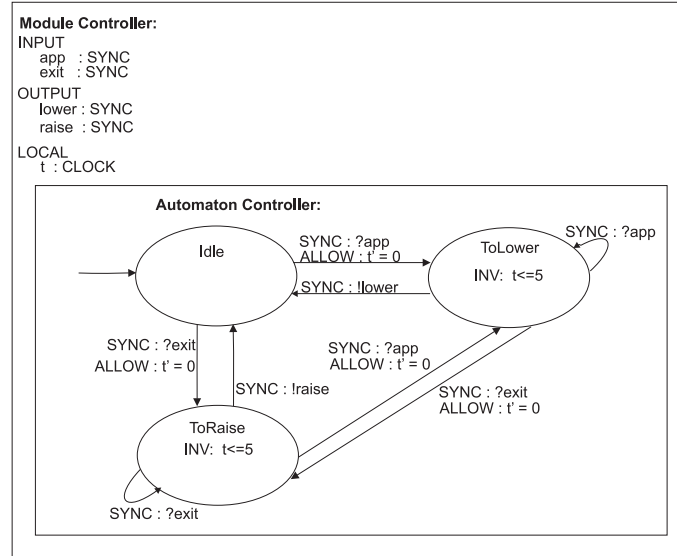 Module Controller:
INPUT
app : SYNC
exit : SYNC
OUTPUT
lower : SYNC
raise : SYNC
LOCAL
t : CLOCK
Automaton Controller:
Idle
SYNC : ?app
ALLOW : t' = 0
SYNC : !lower
ToLower
INV: t<=5
SYNC : ?app
SYNC : ?exit
ALLOW : t' = 0
SYNC : !raise
SYNC : ?app
ALLOW : t' = 0
SYNC : ?exit
ALLOW : t' = 0
ToRaise
INV: t<=5
SYNC : ?exit